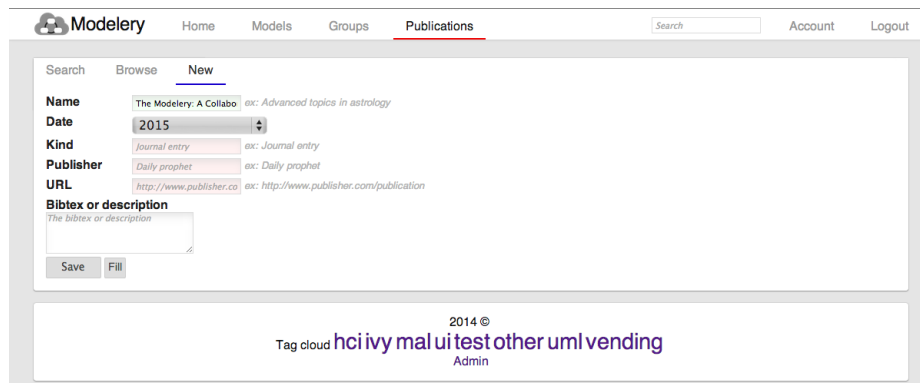 Modelery Home Models Groups Publications Search Account Logout
Search Browse New
Name The Modelery: A Collabo ex: Advanced topics in astrology
Date 2015
Kind Journal entry ex: Journal entry
Publisher Daily prophet ex: Daily prophet
URL http://www.publisher.co ex: http://www.publisher.com/publication
Bibtex or description
The bibtex or description
Save Fill
2014 ©
Tag cloud hci ivy mal ui test other uml vending
Admin